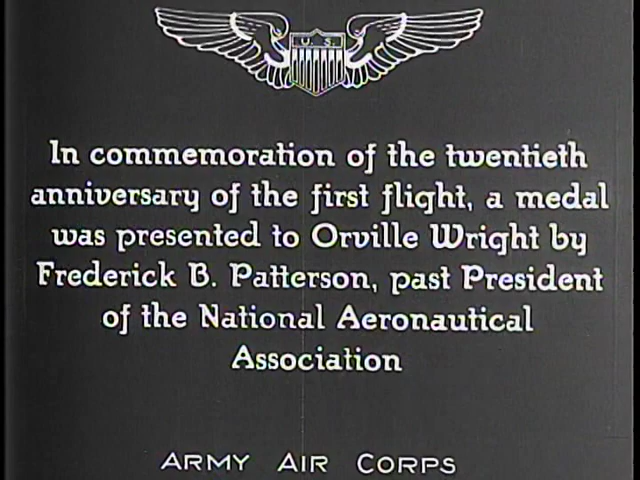 U.S.
In commemoration of the twentieth
anniversary of the first flight, a medal
was presented to Orville Wright by
Frederick B. Patterson, past President
of the National Aeronautical
Association
ARMY AIR CORPS